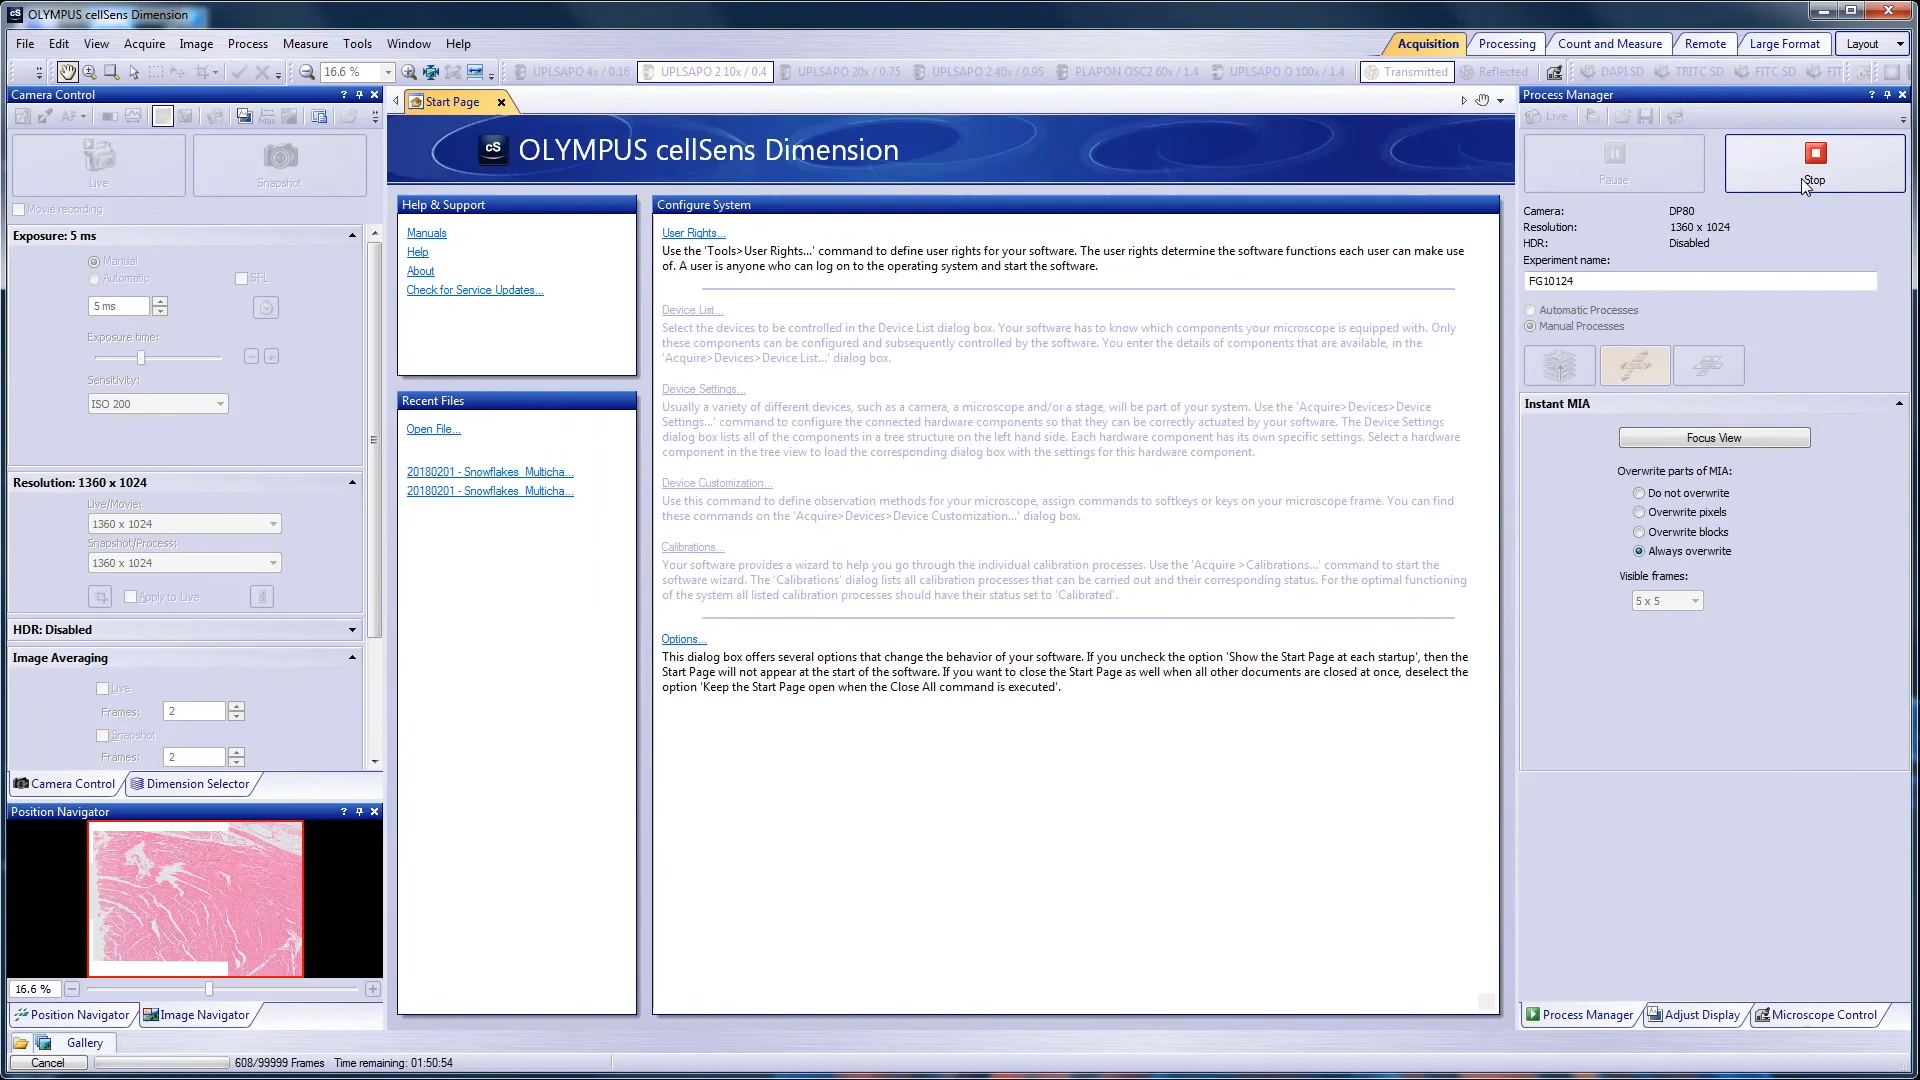 cS OLYMPUS cellSens Dimension
File Edit View Acquire Image Process Measure Tools Window Help
Acquisition Processing Count and Measure Remote Large Format Layout
16.6 % UPLSAPO 4x / 0.16 UPLSAPO 2 10x / 0.4 UPLSAPO 20x / 0.75 UPLSAPO 2 40x / 0.95 PLAPON OSC2 60x / 1.4 UPLSAPO O 100x / 1.4 Transmitted Reflected DAPI SD TRITC SD FITC SD
Camera Control
AF
Live Snapshot
Movie recording
Exposure: 5 ms
Manual
Automatic SFL
5 ms
Exposure time:
Sensitivity:
ISO 200
Resolution: 1360 x 1024
Live/Movie:
1360 x 1024
Snapshot/Process:
1360 x 1024
Apply to Live
HDR: Disabled
Image Averaging
Live
Frames: 2
Snapshot
Frames: 2
Camera Control Dimension Selector
Position Navigator
16.6 %
Position Navigator Image Navigator
Gallery
Cancel 608/99999 Frames Time remaining: 01:50:54
Start Page
cS OLYMPUS cellSens Dimension
Help & Support
Manuals
Help
About
Check for Service Updates...
Recent Files
Open File...
20180201 - Snowflakes_Multicha...
20180201 - Snowflakes_Multicha...
Configure System
User Rights...
Use the 'Tools>User Rights...' command to define user rights for your software. The user rights determine the software functions each user can make use
of. A user is anyone who can log on to the operating system and start the software.
Device List...
Select the devices to be controlled in the Device List dialog box. Your software has to know which components your microscope is equipped with. Only
these components can be configured and subsequently controlled by the software. You enter the details of components that are available, in the
'Acquire>Devices>Device List...' dialog box.
Device Settings...
Usually a variety of different devices, such as a camera, a microscope and/or a stage, will be part of your system. Use the 'Acquire>Devices>Device
Settings...' command to configure the connected hardware components so that they can be correctly actuated by your software. The Device Settings
dialog box lists all of the components in a tree structure on the left hand side. Each hardware component has its own specific settings. Select a hardware
component in the tree view to load the corresponding dialog box with the settings for this hardware component.
Device Customization...
Use this command to define observation methods for your microscope, assign commands to softkeys or keys on your microscope frame. You can find
these commands on the 'Acquire>Devices>Device Customization...' dialog box.
Calibrations...
Your software provides a wizard to help you go through the individual calibration processes. Use the 'Acquire >Calibrations...' command to start the
software wizard. The 'Calibrations' dialog lists all calibration processes that can be carried out and their corresponding status. For the optimal functioning
of the system all listed calibration processes should have their status set to 'Calibrated'.
Options...
This dialog box offers several options that change the behavior of your software. If you uncheck the option 'Show the Start Page at each startup', then the
Start Page will not appear at the start of the software. If you want to close the Start Page as well when all other documents are closed at once, deselect the
option 'Keep the Start Page open when the Close All command is executed'.
Process Manager
Live
Pause Stop
Camera: DP80
Resolution: 1360 x 1024
HDR: Disabled
Experiment name:
FG10124
Automatic Processes
Manual Processes
Instant MIA
Focus View
Overwrite parts of MIA:
Do not overwrite
Overwrite pixels
Overwrite blocks
Always overwrite
Visible frames:
5 x 5
Process Manager Adjust Display Microscope Control